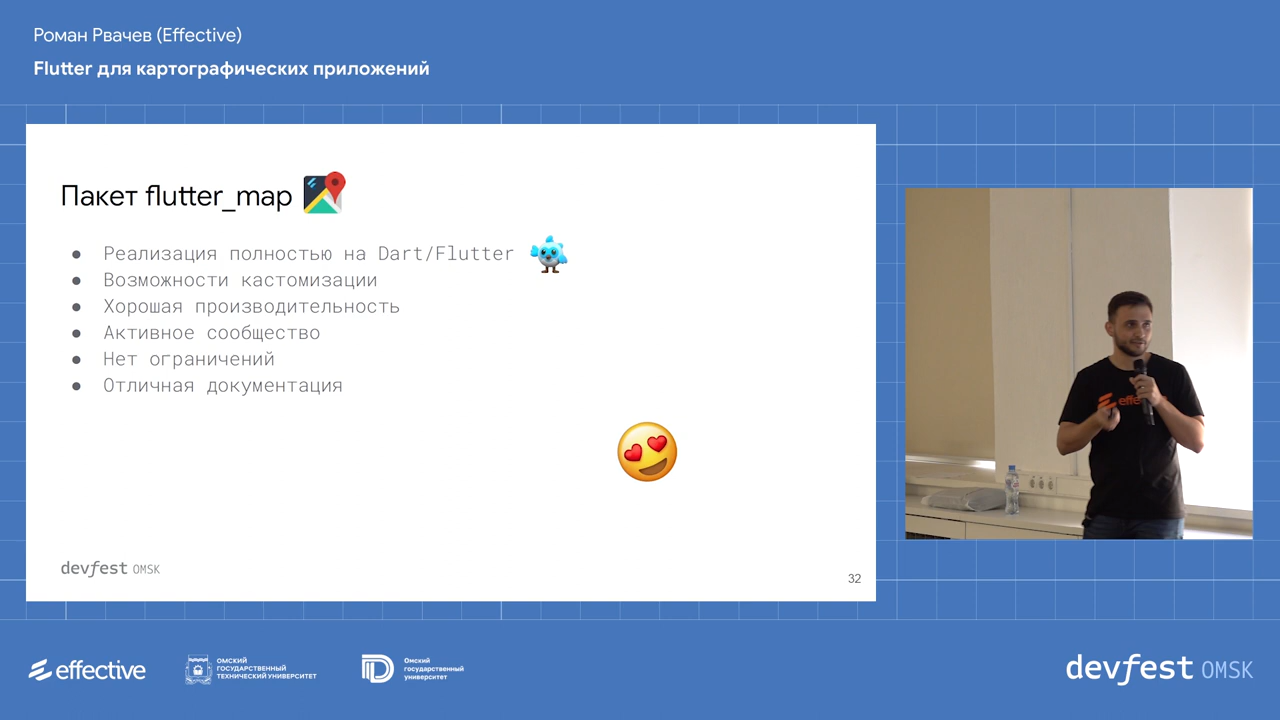 Роман Рвачев (Effective)
Flutter для картографических приложений
Пакет flutter_map
Реализация полностью на Dart/Flutter
Возможности кастомизации
Хорошая производительность
Активное сообщество
Нет ограничений
Отличная документация
devfest OMSK
32
effe
effective
ОМСКИЙ
ГОСУДАРСТВЕННЫЙ
ТЕХНИЧЕСКИЙ УНИВЕРСИТЕТ
Омский
государственный
университет
devfest OMSK